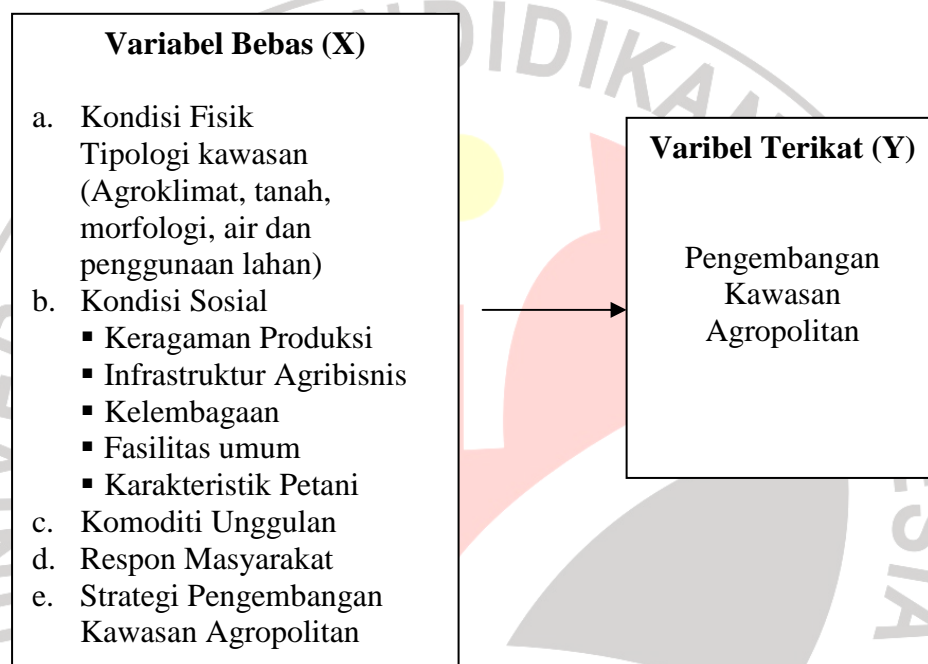 Variabel Bebas (X)
a. Kondisi Fisik
Tipologi kawasan
(Agroklimat, tanah,
morfologi, air dan
penggunaan lahan)
b. Kondisi Sosial
▪ Keragaman Produksi
▪ Infrastruktur Agribisnis
▪ Kelembagaan
▪ Fasilitas umum
▪ Karakteristik Petani
c. Komoditi Unggulan
d. Respon Masyarakat
e. Strategi Pengembangan
Kawasan Agropolitan
Varibel Terikat (Y)
Pengembangan
Kawasan
Agropolitan